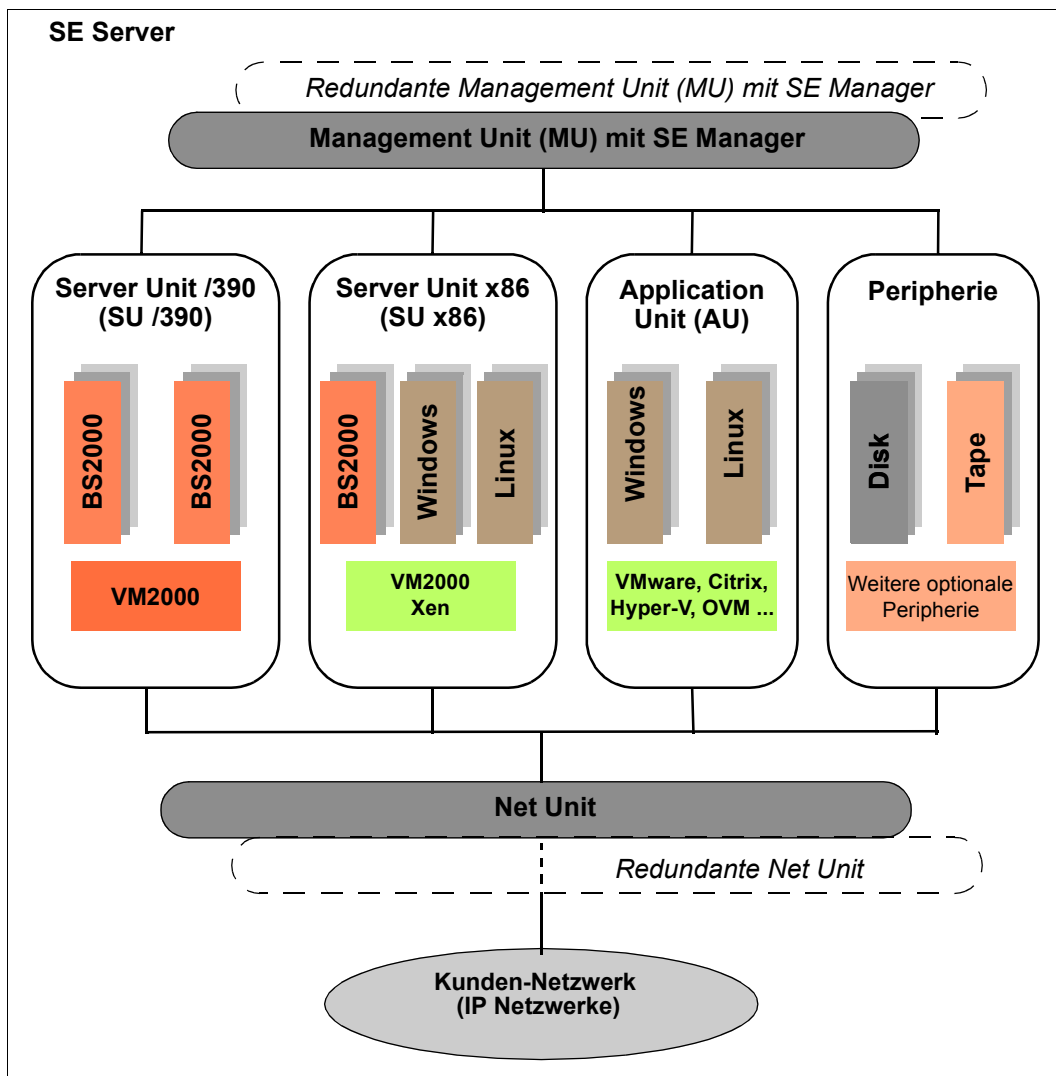 SE Server
Redundante Management Unit (MU) mit SE Manager
Management Unit (MU) mit SE Manager
Server Unit /390
(SU /390)
BS2000
BS2000
VM2000
Server Unit x86
(SU x86)
BS2000
Windows
Linux
VM2000
Xen
Application
Unit (AU)
Windows
Linux
VMware, Citrix,
Hyper-V, OVM ...
Peripherie
Disk
Tape
Weitere optionale
Peripherie
Net Unit
Redundante Net Unit
Kunden-Netzwerk
(IP Netzwerke)